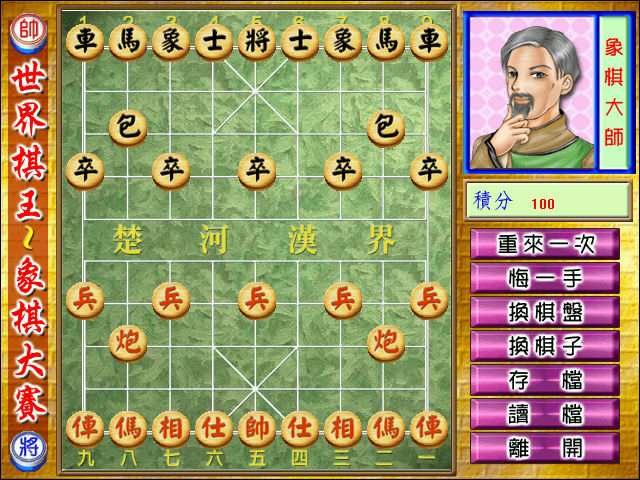 帥
世界棋王~象棋大賽
將
1 2 3 4 5 6 7 8 9
車馬象士將士象馬車
包 包
卒 卒 卒 卒 卒
楚河漢界
兵 兵 兵 兵 兵
炮 炮
俥傌相仕帥仕相傌俥
九 八 七 六 五 四 三 二 一
象棋大師
積分 100
重來一次
悔一手
換棋盤
換棋子
存檔
讀檔
離開